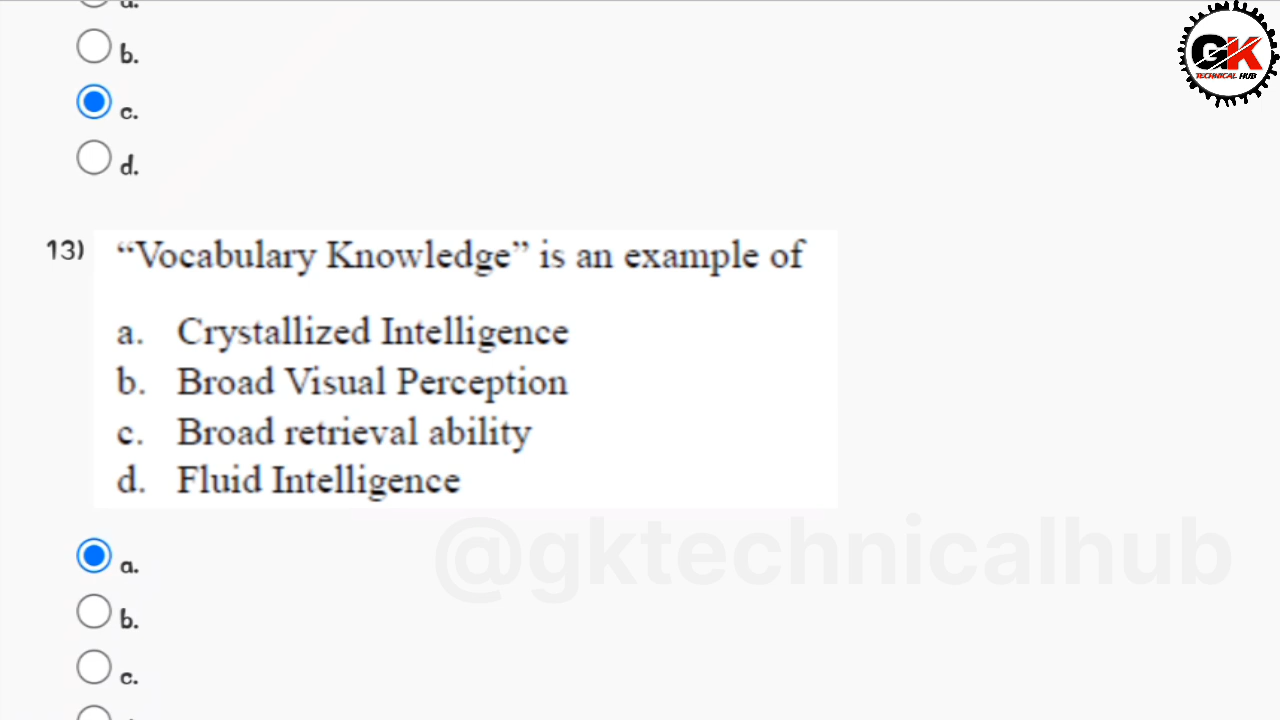 b.
c.
d.
GK
TECHNICAL HUB
13) “Vocabulary Knowledge” is an example of
a. Crystallized Intelligence
b. Broad Visual Perception
c. Broad retrieval ability
d. Fluid Intelligence
@gktechnicalhub
a.
b.
c.